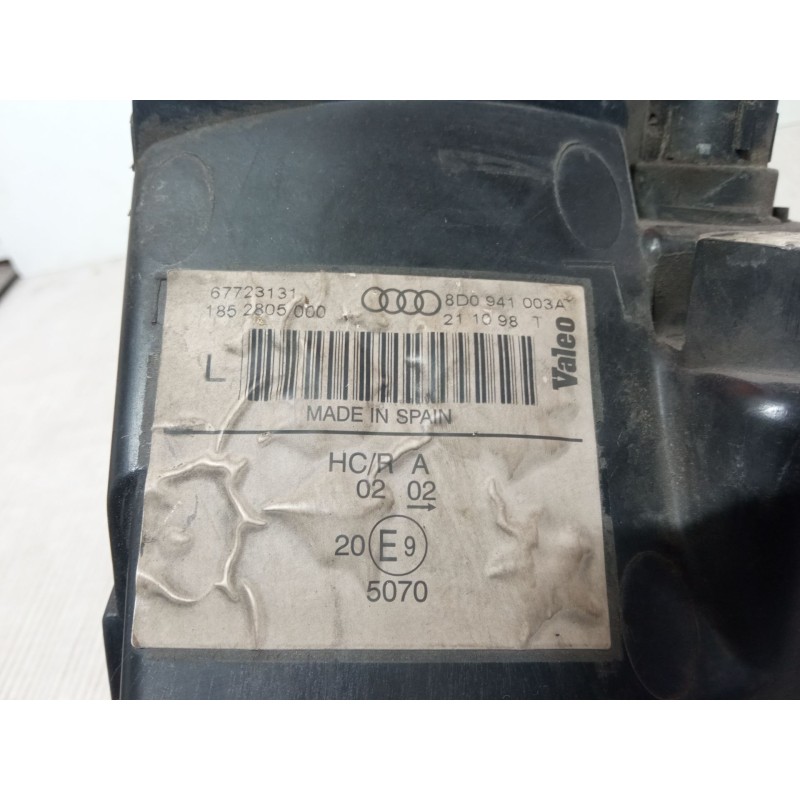 67723131 8D0 941 003A
185 2805 000 21 10 98 T
L
Valeo
MADE IN SPAIN
HC/R A
02 02
20 E 9
5070